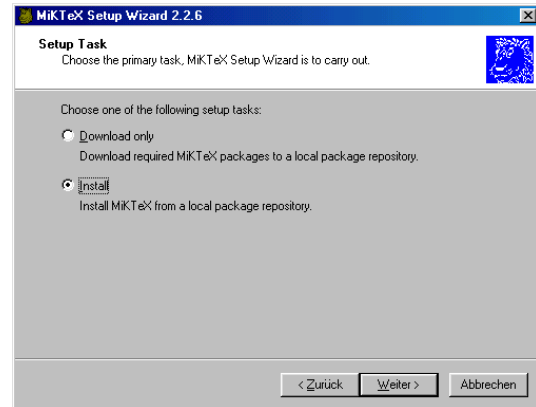 MiKTeX Setup Wizard 2.2.6
Setup Task
Choose the primary task, MiKTeX Setup Wizard is to carry out.
Choose one of the following setup tasks:
Download only
Download required MiKTeX packages to a local package repository.
Install
Install MiKTeX from a local package repository.
< Zurück
Weiter >
Abbrechen